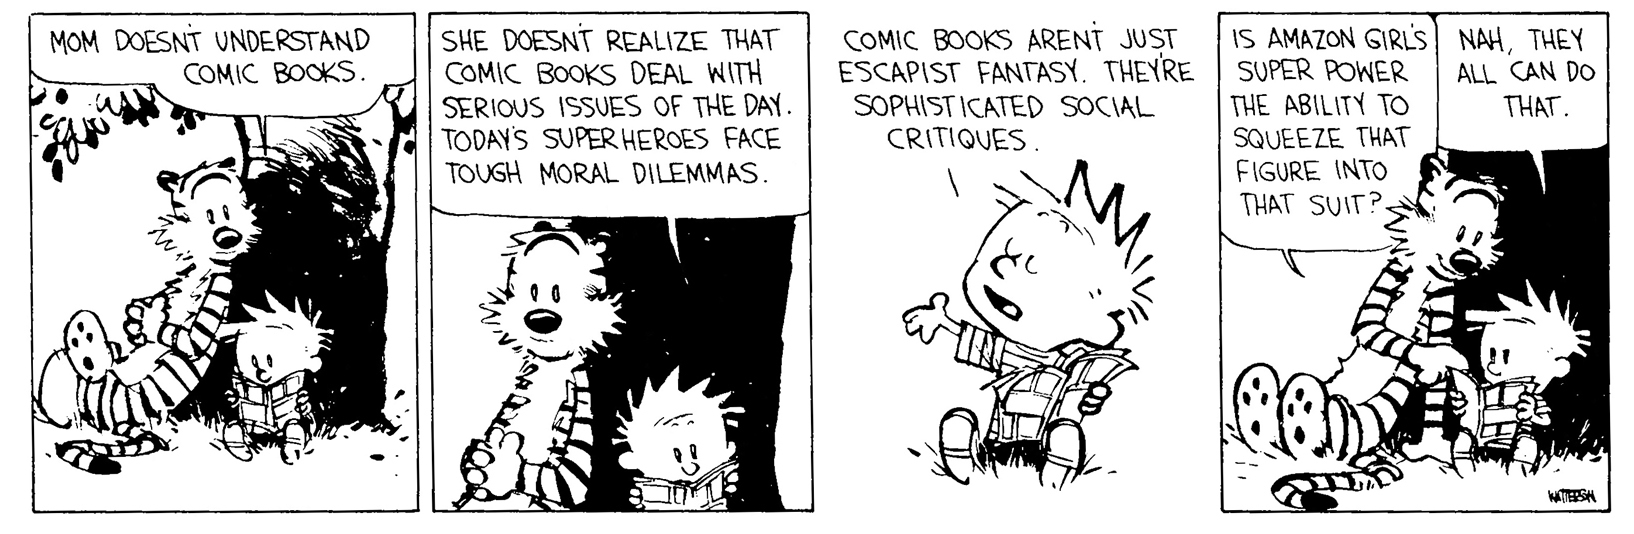 MOM DOESN'T UNDERSTAND
COMIC BOOKS.
SHE DOESN'T REALIZE THAT
COMIC BOOKS DEAL WITH
SERIOUS ISSUES OF THE DAY.
TODAY'S SUPERHEROES FACE
TOUGH MORAL DILEMMAS.
COMIC BOOKS AREN'T JUST
ESCAPIST FANTASY. THEY'RE
SOPHISTICATED SOCIAL
CRITIQUES.
IS AMAZON GIRL'S
SUPER POWER
THE ABILITY TO
SQUEEZE THAT
FIGURE INTO
THAT SUIT?
NAH, THEY
ALL CAN DO
THAT.
WATTERSON